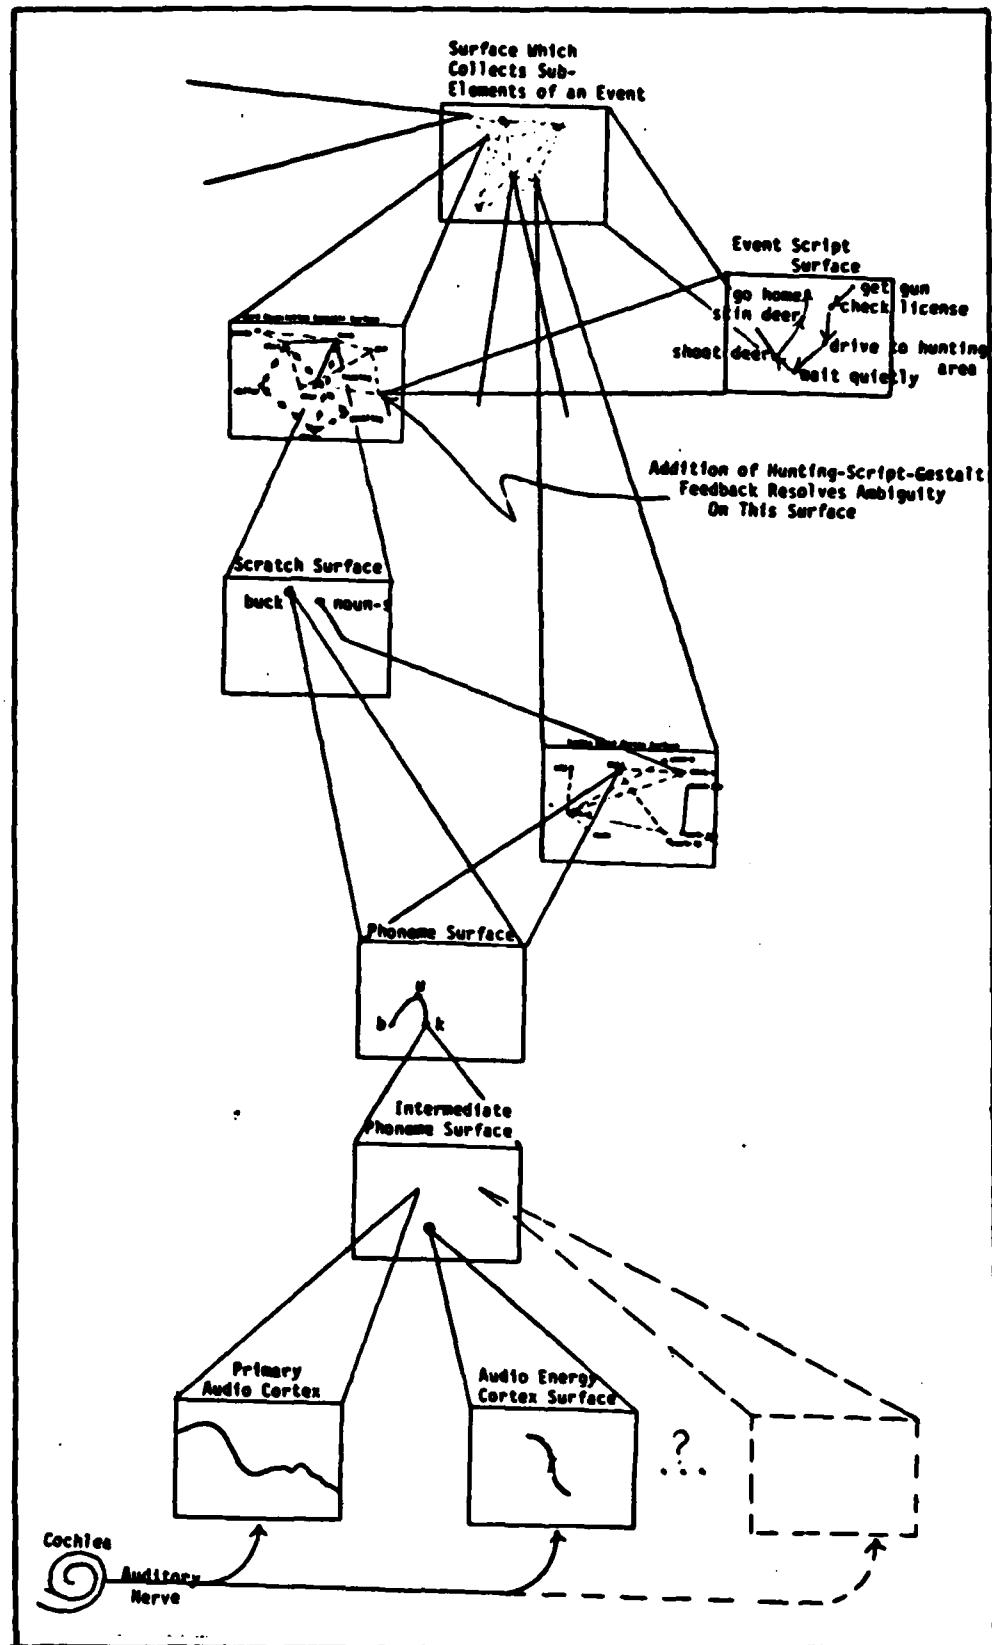 Surface Which
Collects Sub-
Elements of an Event
Event Script
Surface
go home
get gun
skin deer
check license
shoot deer
drive to hunting
area
wait quietly
Addition of Hunting-Script-Gestalt
Feedback Resolves Ambiguity
On This Surface
Scratch Surface
buck
noun-s
Phoneme Surface
u
b
k
Intermediate
Phoneme Surface
Primary
Audio Cortex
Audio Energy
Cortex Surface
?
...
Cochlea
Auditory
Nerve